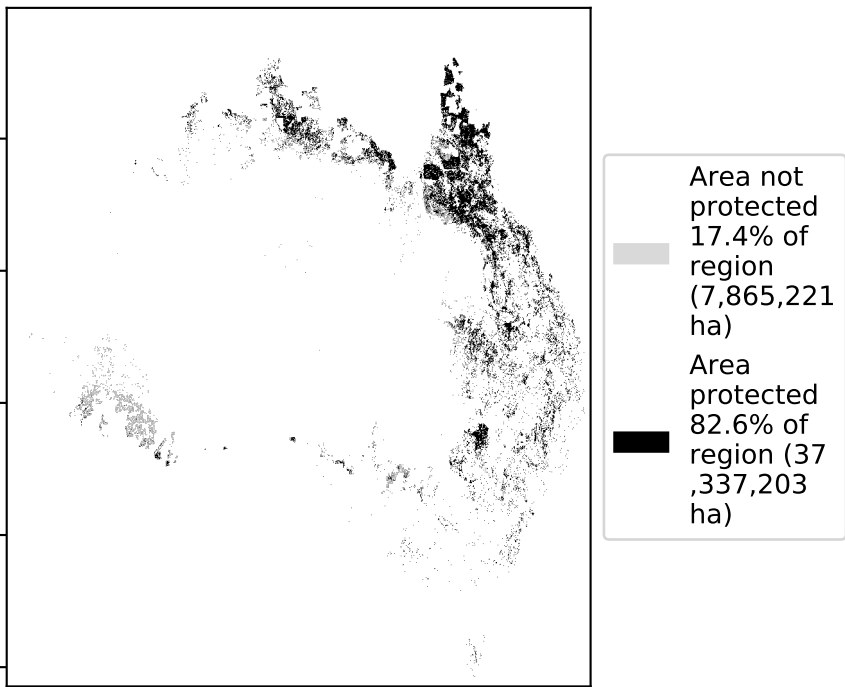 Area not
protected
17.4% of
region
(7,865,221
ha)
Area
protected
82.6% of
region (37
,337,203
ha)